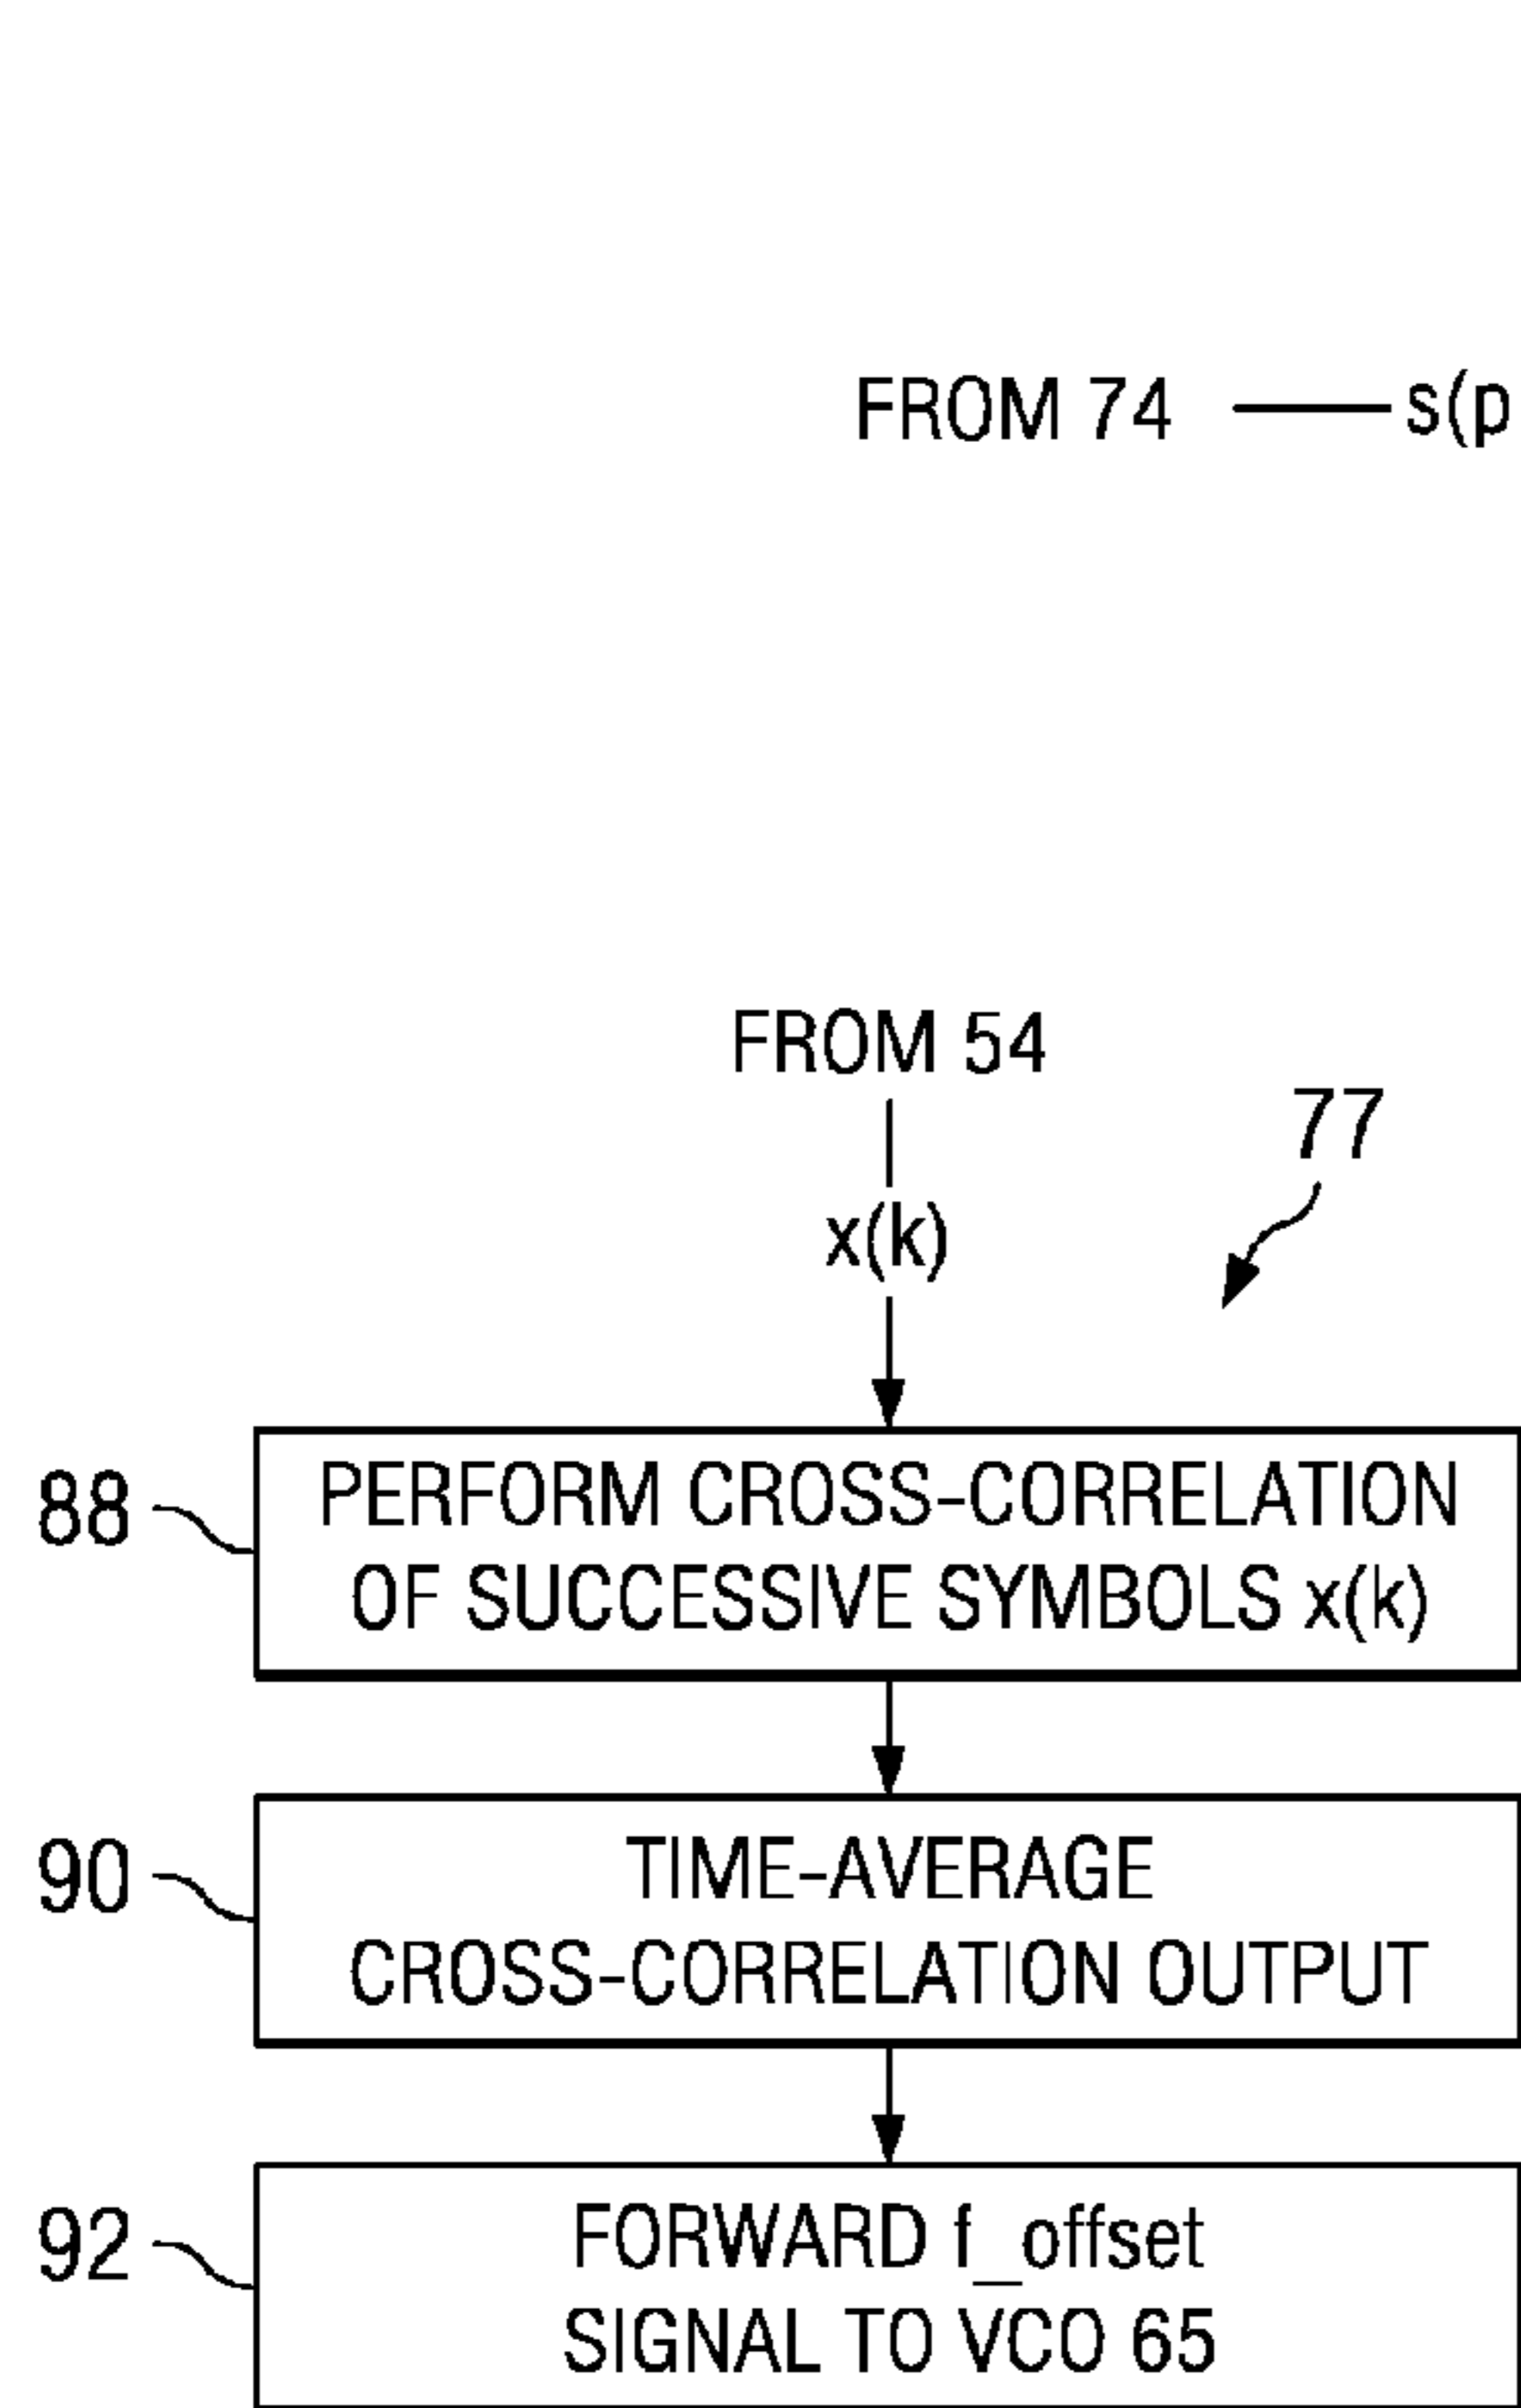 FROM 74 s(p
FROM 54
77
x(k)
88 PERFORM CROSS-CORRELATION
OF SUCCESSIVE SYMBOLS x(k)
90 TIME-AVERAGE
CROSS-CORRELATION OUTPUT
92 FORWARD f_offset
SIGNAL TO VCO 65